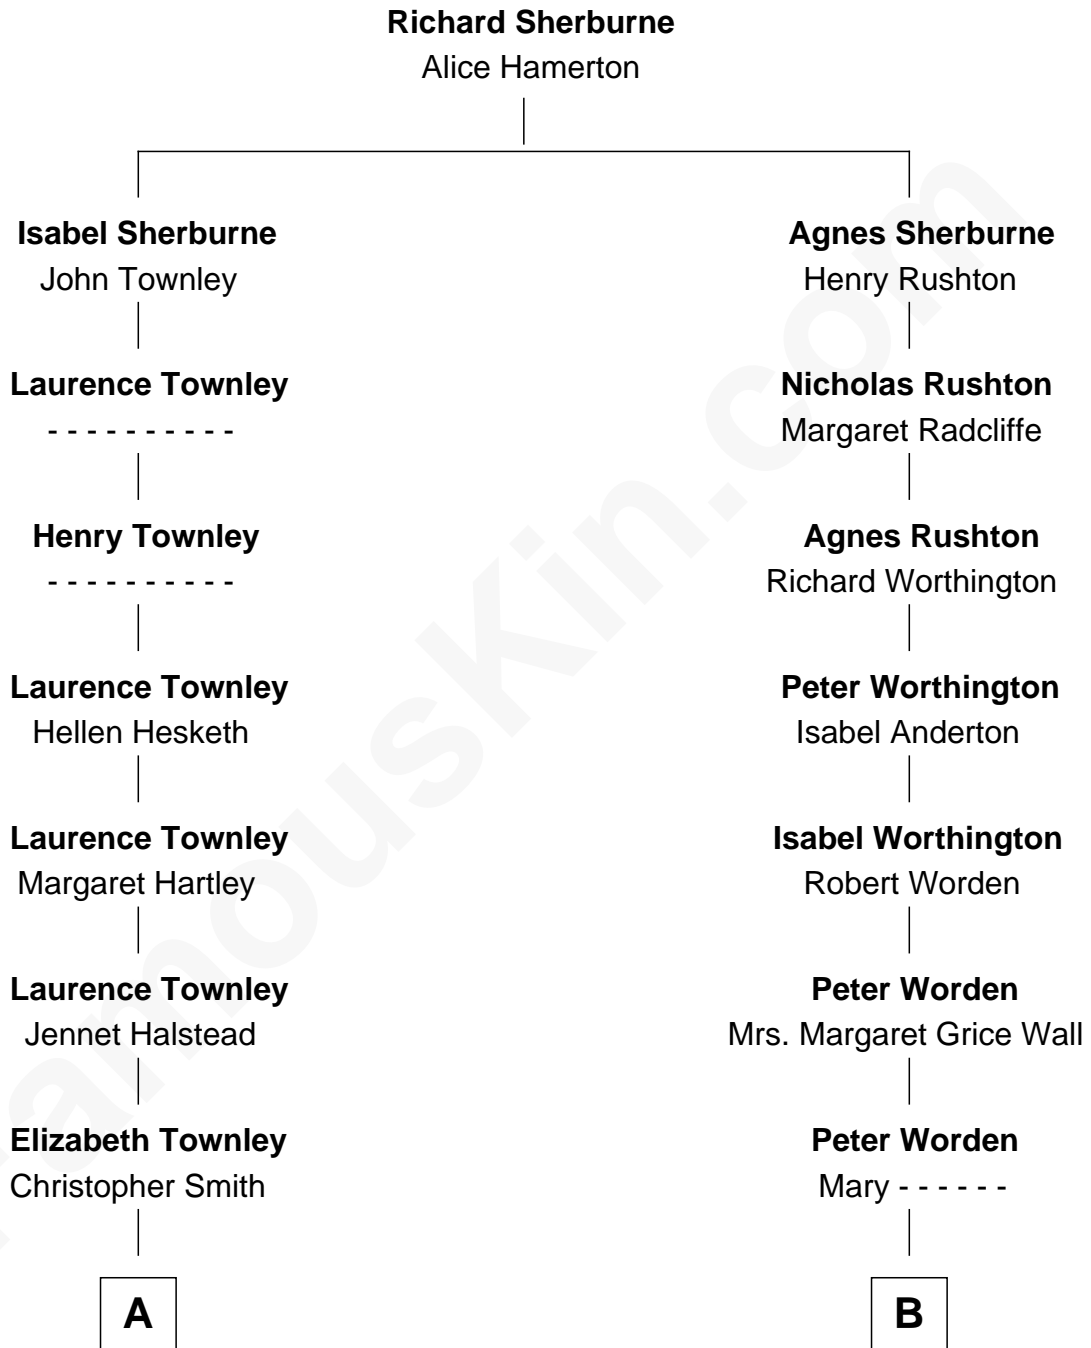 Richard Sherburne
Alice Hamerton
Isabel Sherburne
John Townley
Agnes Sherburne
Henry Rushton
Laurence Townley
- - - - - - - - - -
Nicholas Rushton
Margaret Radcliffe
Henry Townley
- - - - - - - - - -
Agnes Rushton
Richard Worthington
Laurence Townley
Hellen Hesketh
Peter Worthington
Isabel Anderton
Laurence Townley
Margaret Hartley
Isabel Worthington
Robert Worden
Laurence Townley
Jennet Halstead
Peter Worden
Mrs. Margaret Grice Wall
Elizabeth Townley
Christopher Smith
Peter Worden
Mary - - - - - -
A
B
FamousKin.com